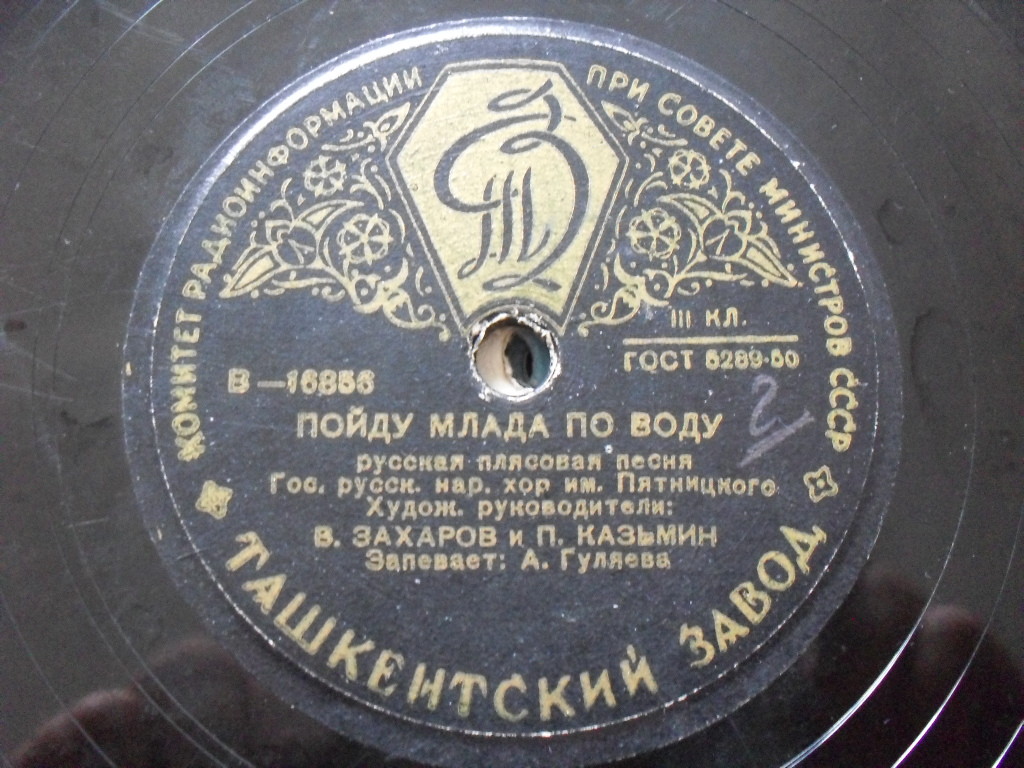 КОМИТЕТ РАДИОИНФОРМАЦИИ ПРИ СОВЕТЕ МИНИСТРОВ СССР
III КЛ.
ГОСТ 5289-50
В—16856
ПОЙДУ МЛАДА ПО ВОДУ
русская плясовая песня
Гос. русск. нар. хор им. Пятницкого
Худож. руководители:
В. ЗАХАРОВ и П. КАЗЬМИН
Запевает: А. Гуляева
ТАШКЕНТСКИЙ ЗАВОД
2